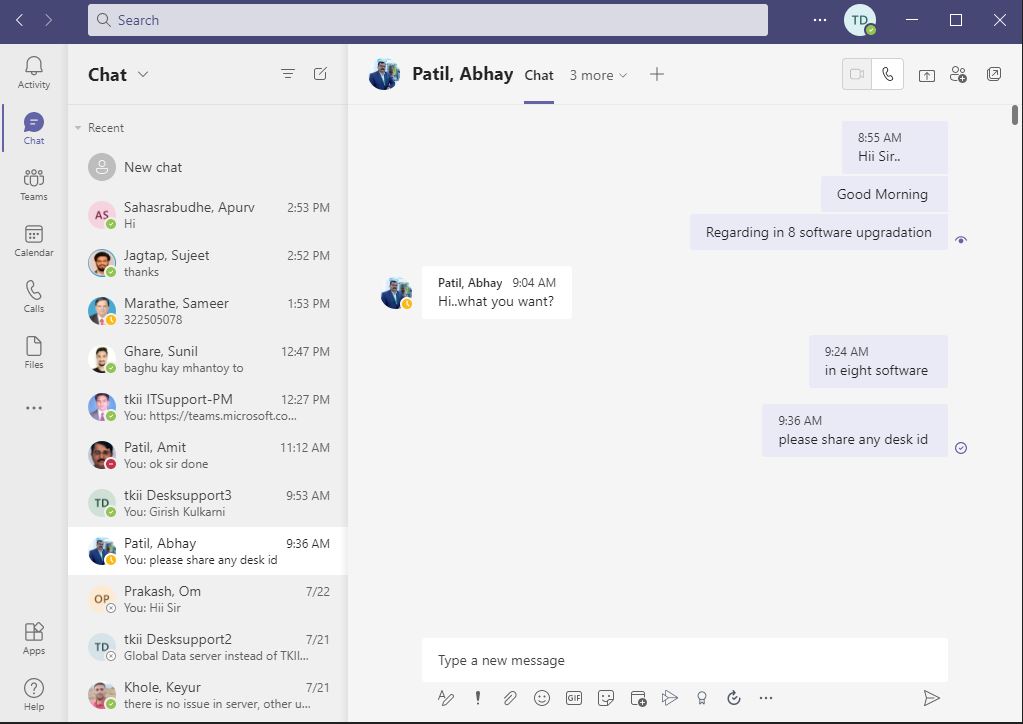 Search
TD
Activity
Chat
Teams
Calendar
Calls
Files
Apps
Help
Chat
Recent
New chat
AS
Sahasrabudhe, Apurv 2:53 PM
Hi
Jagtap, Sujeet 2:52 PM
thanks
Marathe, Sameer 1:53 PM
322505078
Ghare, Sunil 12:47 PM
baghu kay mhantoy to
tkii ITSupport-PM 12:27 PM
You: https://teams.microsoft.co...
Patil, Amit 11:12 AM
You: ok sir done
TD
tkii Desksupport3 9:53 AM
You: Girish Kulkarni
Patil, Abhay 9:36 AM
You: please share any desk id
OP
Prakash, Om 7/22
You: Hii Sir
TD
tkii Desksupport2 7/21
Global Data server instead of TKII...
Khole, Keyur 7/21
there is no issue in server, other u...
Patil, Abhay Chat 3 more
8:55 AM
Hii Sir..
Good Morning
Regarding in 8 software upgradation
Patil, Abhay 9:04 AM
Hi..what you want?
9:24 AM
in eight software
9:36 AM
please share any desk id
Type a new message
GIF